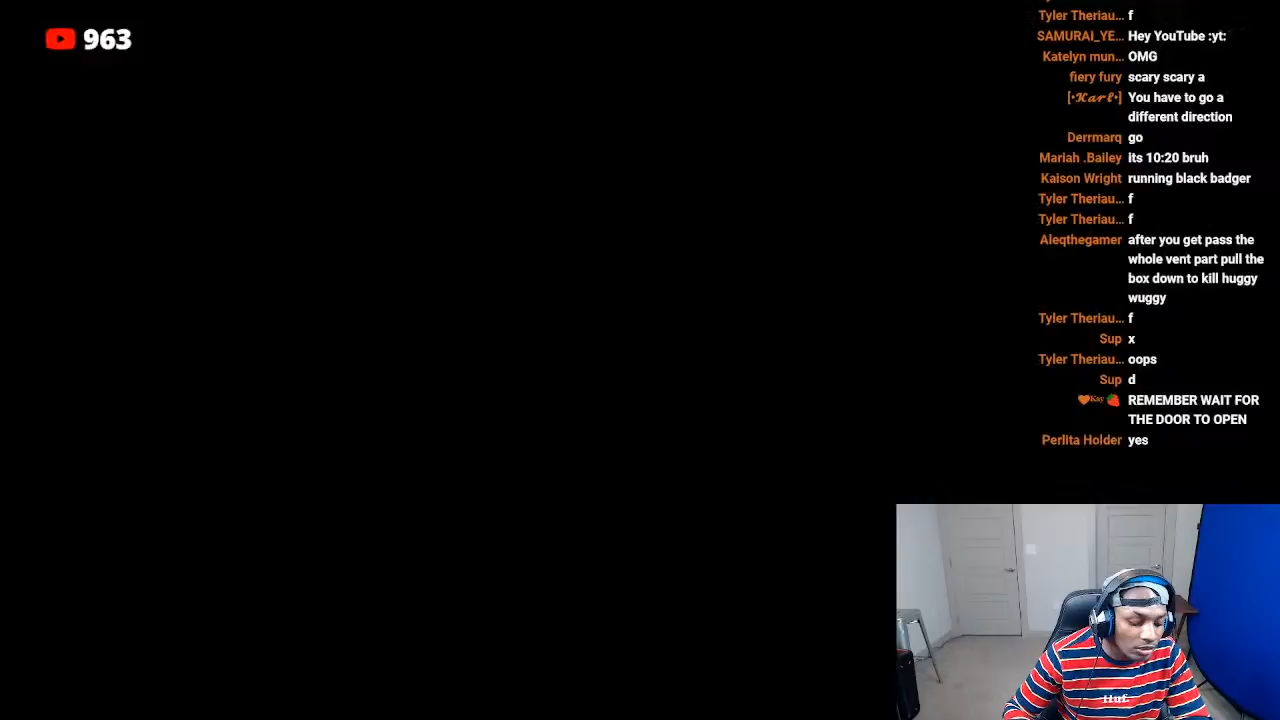 963
Tyler Theriau... f
SAMURAI_YE... Hey YouTube :yt:
Katelyn mun... OMG
fiery fury scary scary a
[•𝓚𝓪𝓻𝓵•] You have to go a
different direction
Derrmarq go
Mariah .Bailey its 10:20 bruh
Kaison Wright running black badger
Tyler Theriau... f
Tyler Theriau... f
Aleqthegamer after you get pass the
whole vent part pull the
box down to kill huggy
wuggy
Tyler Theriau... f
Sup x
Tyler Theriau... oops
Sup d
🧡Kay 🍓 REMEMBER WAIT FOR
THE DOOR TO OPEN
Perlita Holder yes
Huf.